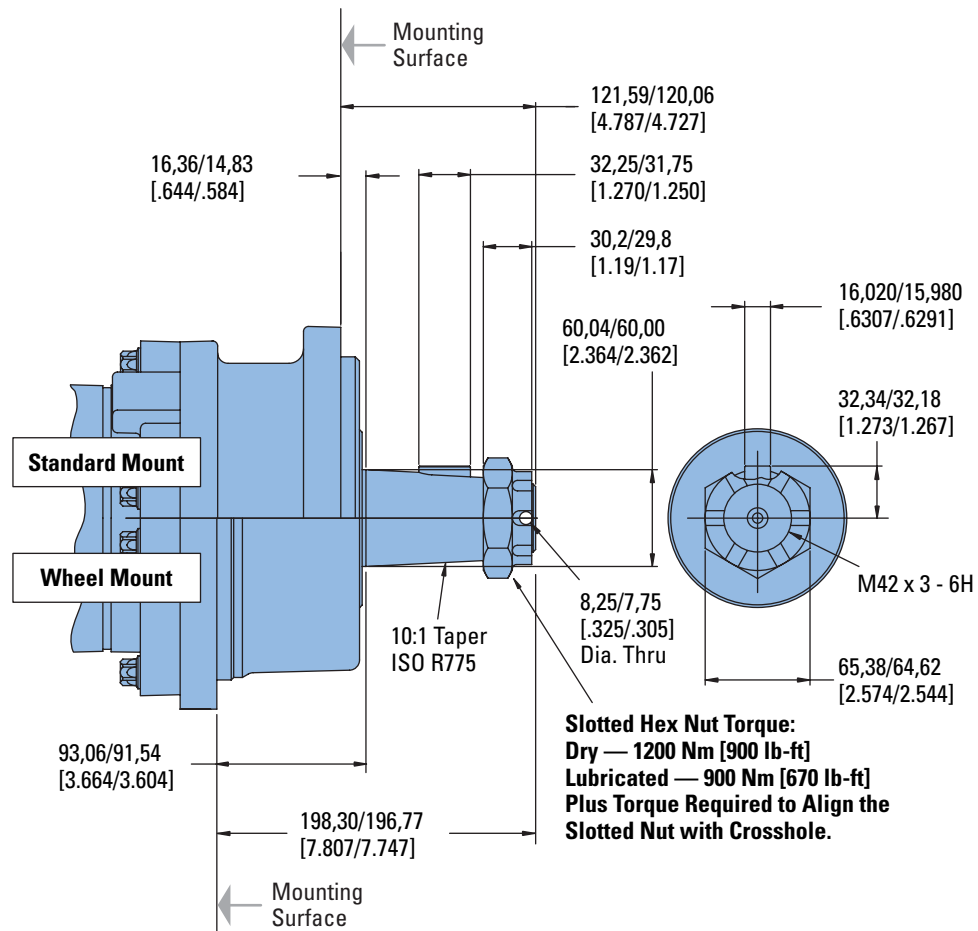 Mounting
Surface
121,59/120,06
[4.787/4.727]
16,36/14,83
[.644/.584]
32,25/31,75
[1.270/1.250]
30,2/29,8
[1.19/1.17]
16,020/15,980
[.6307/.6291]
60,04/60,00
[2.364/2.362]
32,34/32,18
[1.273/1.267]
Standard Mount
Wheel Mount
M42 x 3 - 6H
10:1 Taper
ISO R775
8,25/7,75
[.325/.305]
Dia. Thru
65,38/64,62
[2.574/2.544]
Slotted Hex Nut Torque:
Dry — 1200 Nm [900 lb-ft]
Lubricated — 900 Nm [670 lb-ft]
Plus Torque Required to Align the
Slotted Nut with Crosshole.
93,06/91,54
[3.664/3.604]
198,30/196,77
[7.807/7.747]
Mounting
Surface